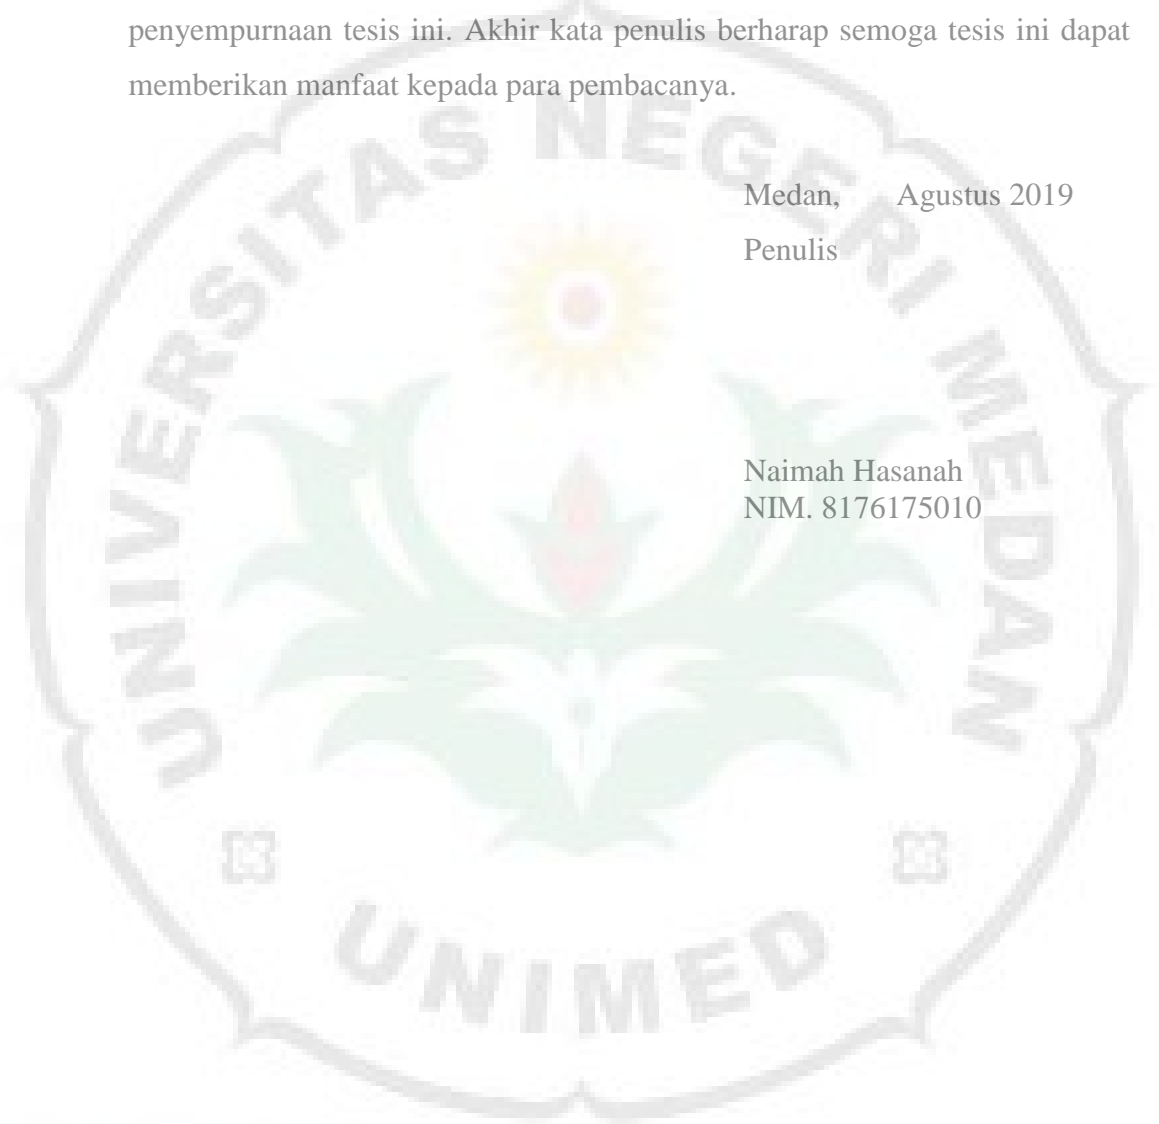 penyempurnaan tesis ini. Akhir kata penulis berharap semoga tesis ini dapat
memberikan manfaat kepada para pembacanya.
UNIVERSITAS NEGERI MEDAN
Medan, Agustus 2019
Penulis
Naimah Hasanah
NIM. 8176175010
UNIMED